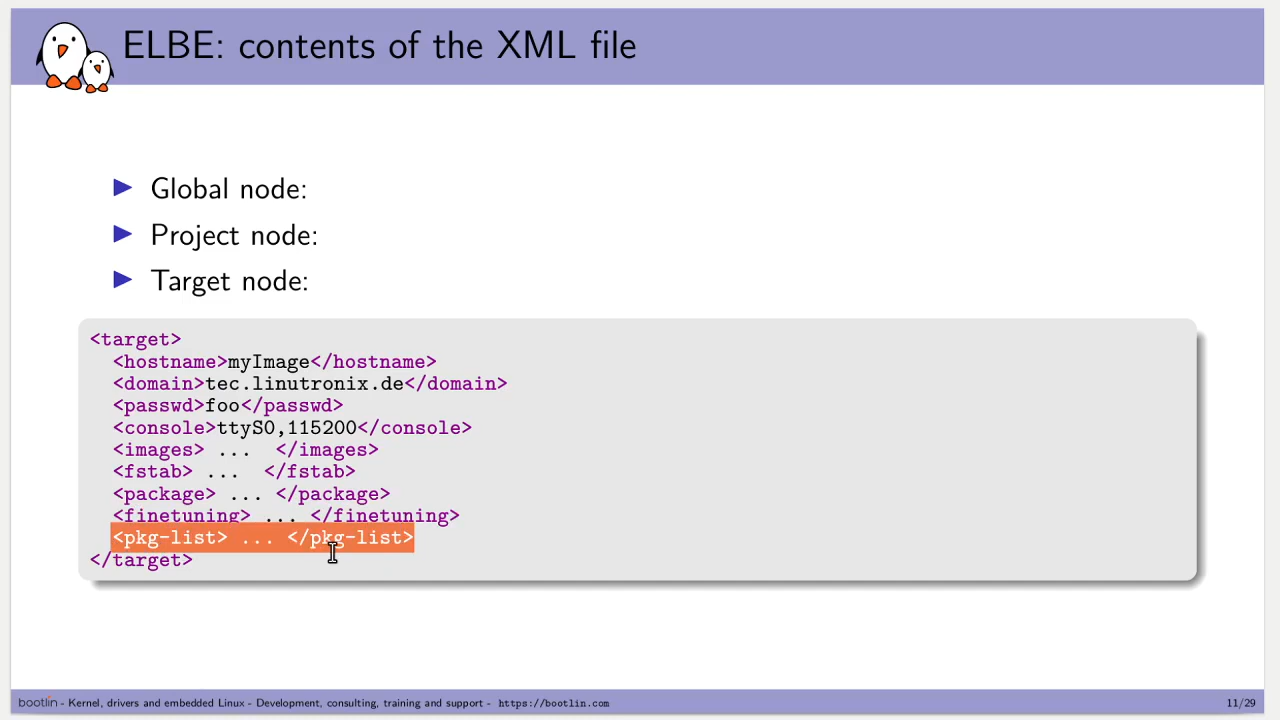 ELBE: contents of the XML file
Global node:
Project node:
Target node:
<target>
<hostname>myImage</hostname>
<domain>tec.linutronix.de</domain>
<passwd>foo</passwd>
<console>ttyS0,115200</console>
<images> ... </images>
<fstab> ... </fstab>
<package> ... </package>
<finetuning> ... </finetuning>
<pkg-list> ... </pkg-list>
</target>
bootlin - Kernel, drivers and embedded Linux - Development, consulting, training and support - https://bootlin.com
11/29